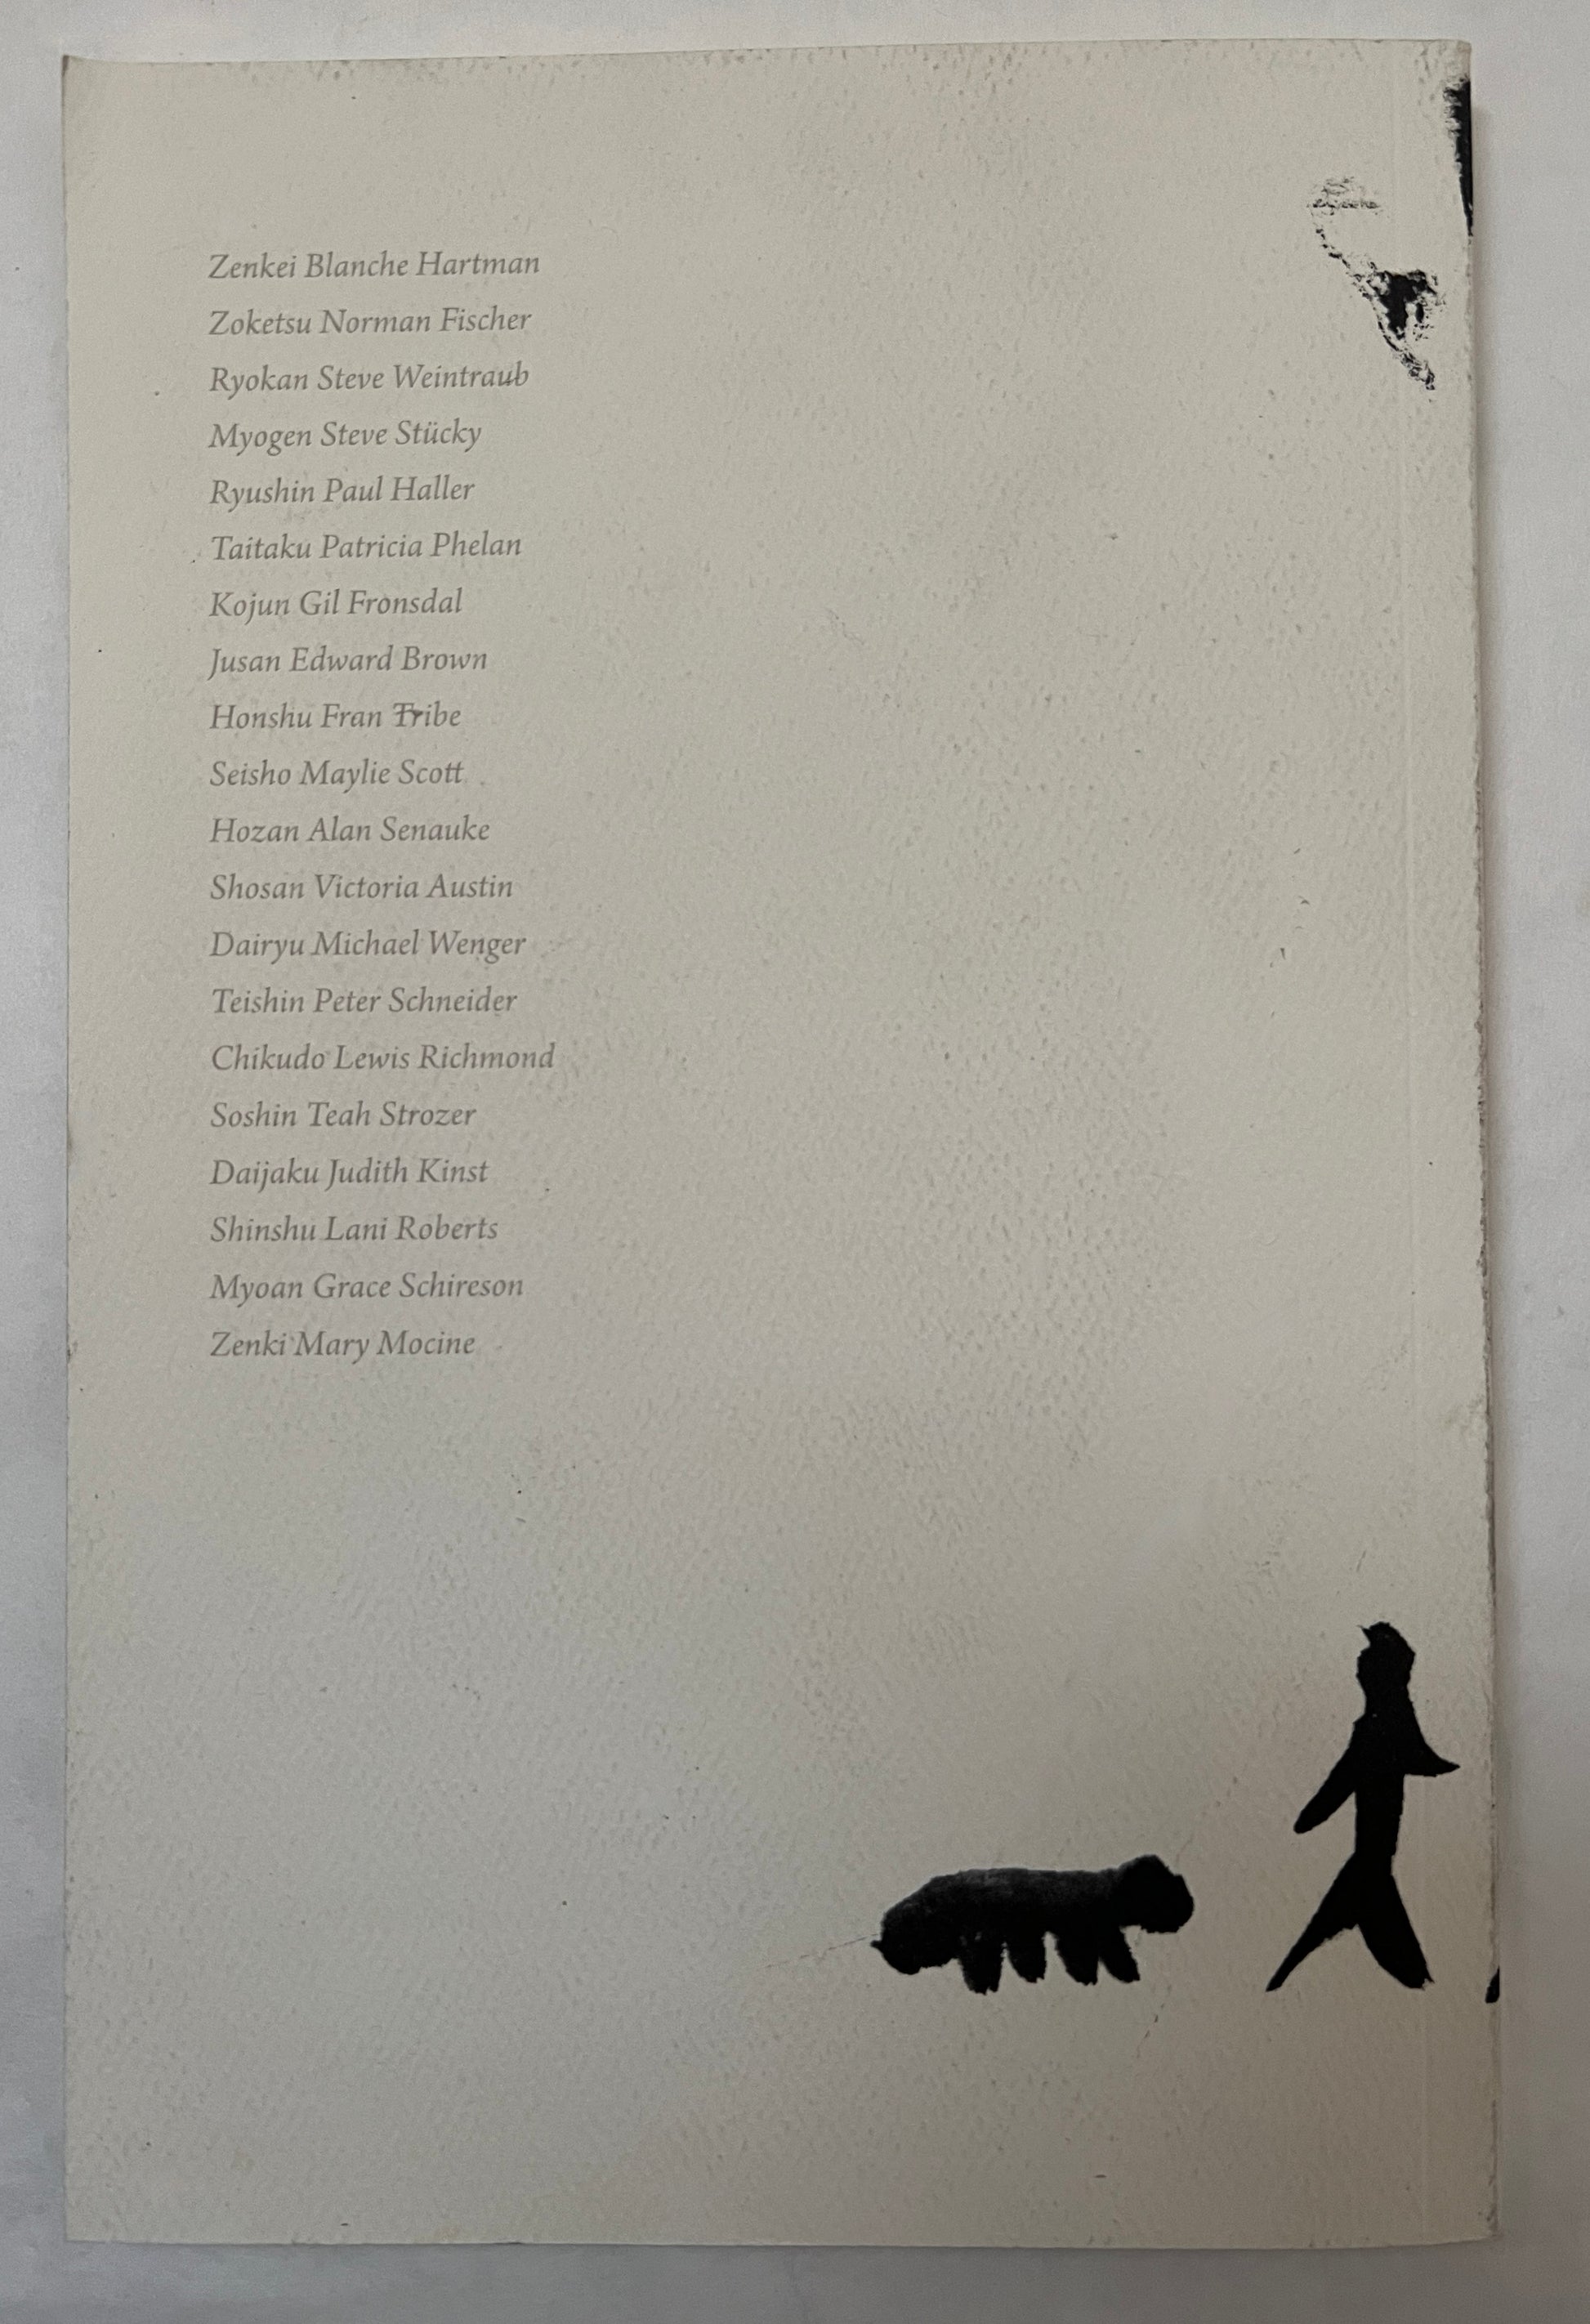 Zenkei Blanche Hartman
Zoketsu Norman Fischer
Ryokan Steve Weintraub
Myogen Steve Stücky
Ryushin Paul Haller
Taitaku Patricia Phelan
Kojun Gil Fronsdal
Jusan Edward Brown
Honshu Fran Tribe
Seisho Maylie Scott
Hozan Alan Senauke
Shosan Victoria Austin
Dairyu Michael Wenger
Teishin Peter Schneider
Chikudo Lewis Richmond
Soshin Teah Strozer
Daijaku Judith Kinst
Shinshu Lani Roberts
Myoan Grace Schireson
Zenki Mary Mocine